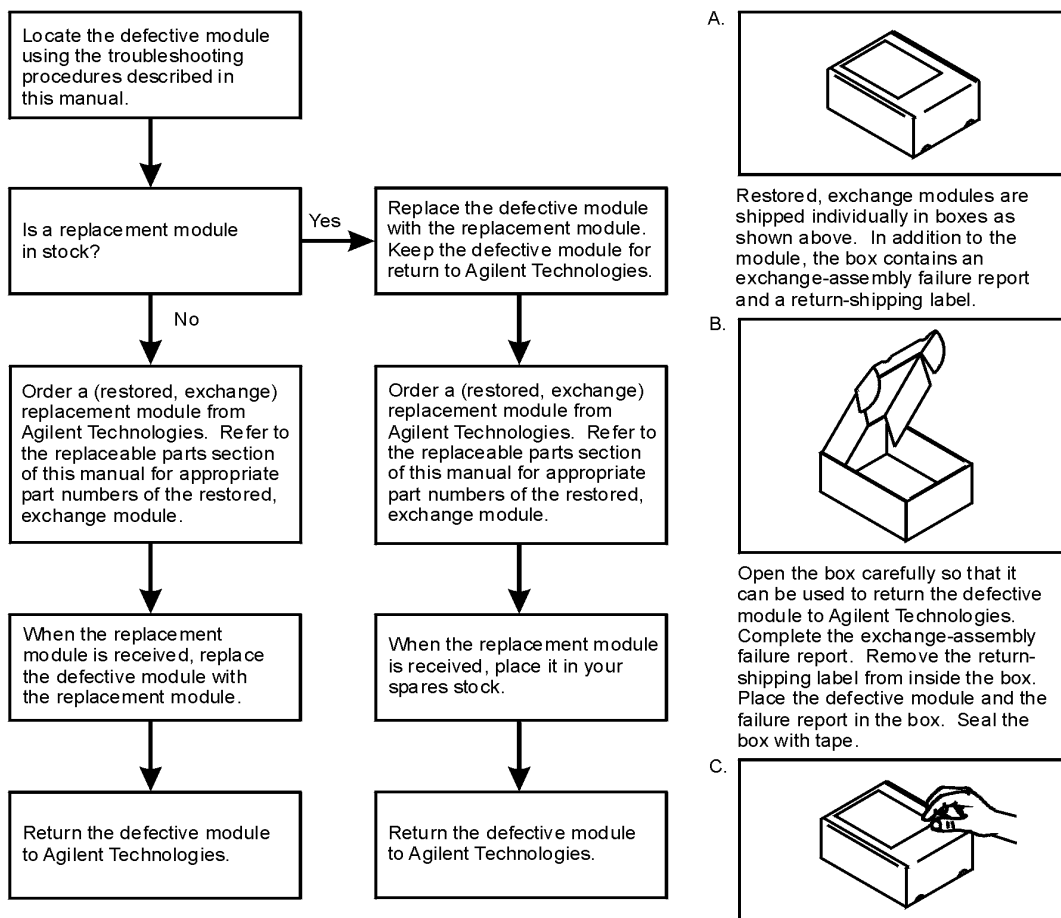 Locate the defective module
using the troubleshooting
procedures described in
this manual.
Is a replacement module
in stock?
Yes
No
Replace the defective module
with the replacement module.
Keep the defective module for
return to Agilent Technologies.
Order a (restored, exchange)
replacement module from
Agilent Technologies.  Refer to
the replaceable parts section
of this manual for appropriate
part numbers of the restored,
exchange module.
Order a (restored, exchange)
replacement module from
Agilent Technologies.  Refer to
the replaceable parts section
of this manual for appropriate
part numbers of the restored,
exchange module.
When the replacement
module is received, replace
the defective module with
the replacement module.
When the replacement module
is received, place it in your
spares stock.
Return the defective module
to Agilent Technologies.
Return the defective module
to Agilent Technologies.
A.
Restored, exchange modules are
shipped individually in boxes as
shown above.  In addition to the
module, the box contains an
exchange-assembly failure report
and a return-shipping label.
B.
Open the box carefully so that it
can be used to return the defective
module to Agilent Technologies.
Complete the exchange-assembly
failure report.  Remove the return-
shipping label from inside the box.
Place the defective module and the
failure report in the box.  Seal the
box with tape.
C.